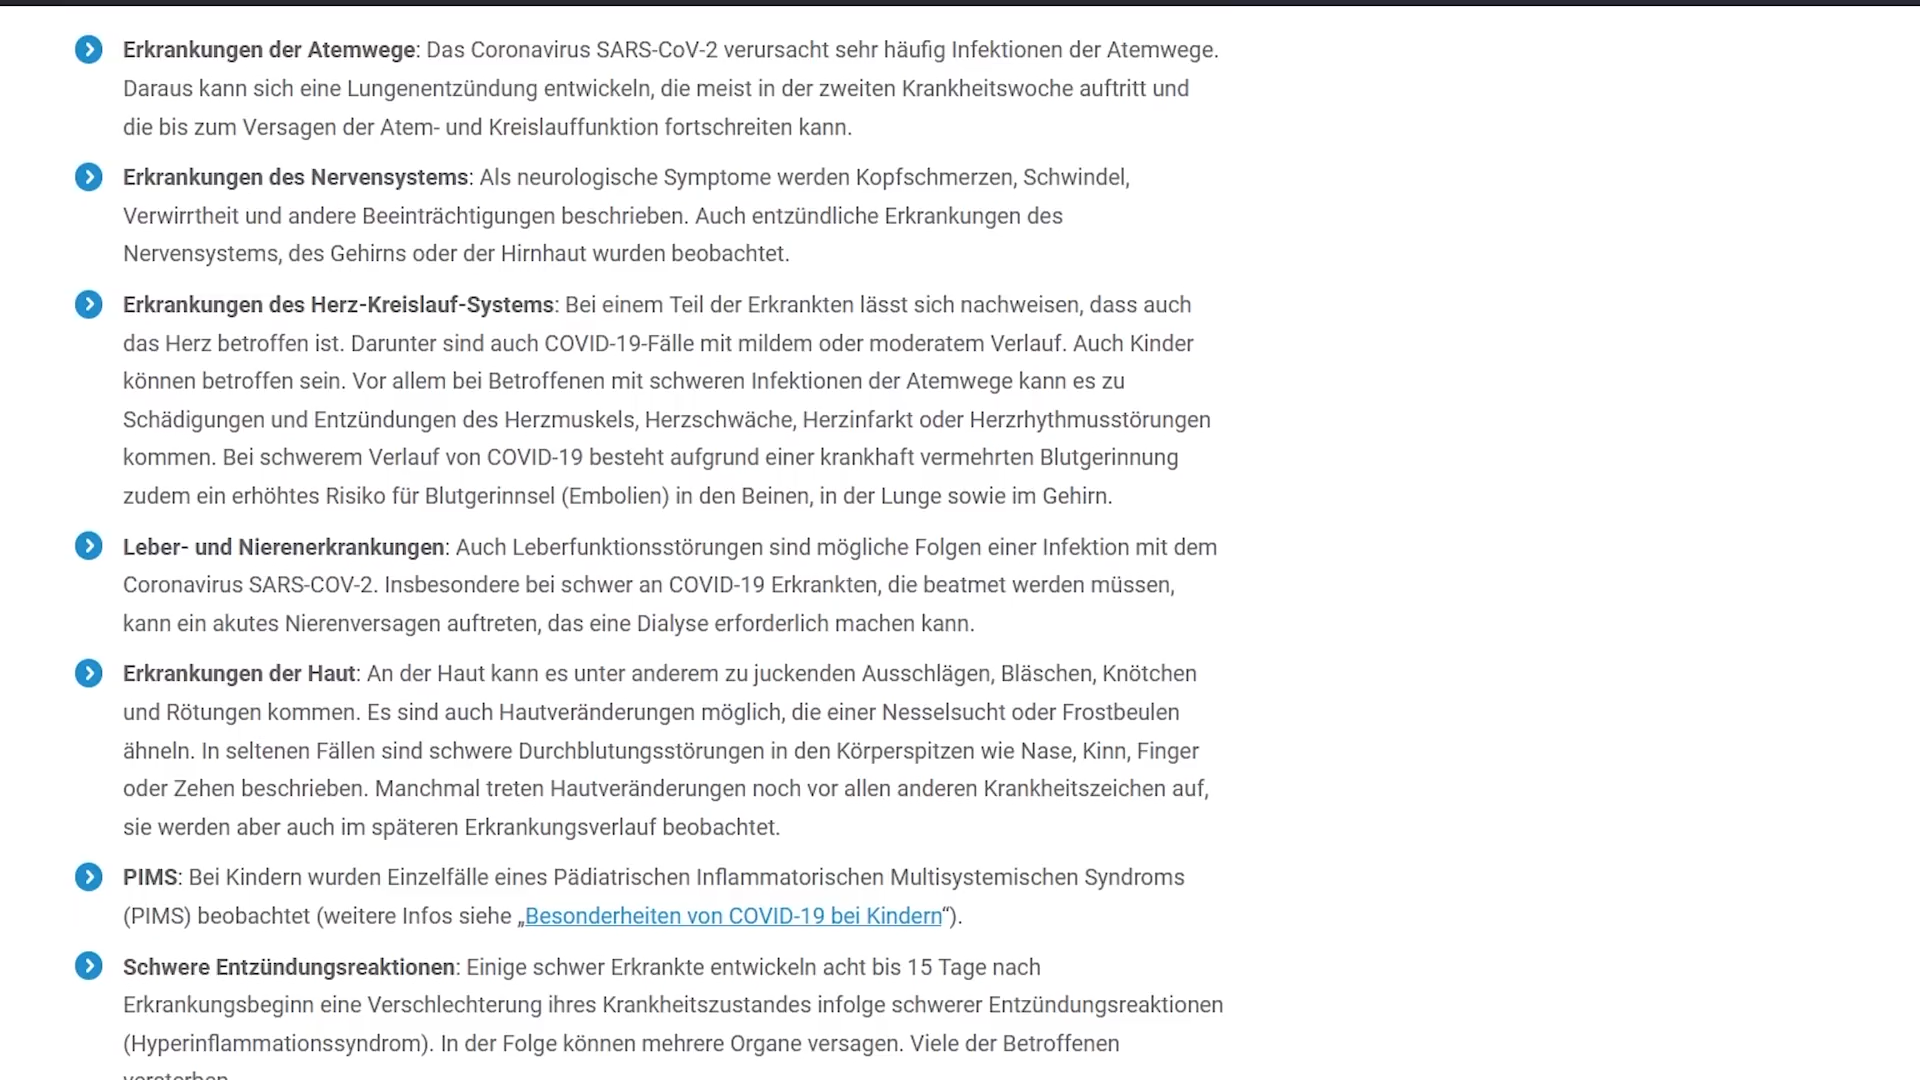 Erkrankungen der Atemwege: Das Coronavirus SARS-CoV-2 verursacht sehr häufig Infektionen der Atemwege.
Daraus kann sich eine Lungenentzündung entwickeln, die meist in der zweiten Krankheitswoche auftritt und
die bis zum Versagen der Atem- und Kreislauffunktion fortschreiten kann.
Erkrankungen des Nervensystems: Als neurologische Symptome werden Kopfschmerzen, Schwindel,
Verwirrtheit und andere Beeinträchtigungen beschrieben. Auch entzündliche Erkrankungen des
Nervensystems, des Gehirns oder der Hirnhaut wurden beobachtet.
Erkrankungen des Herz-Kreislauf-Systems: Bei einem Teil der Erkrankten lässt sich nachweisen, dass auch
das Herz betroffen ist. Darunter sind auch COVID-19-Fälle mit mildem oder moderatem Verlauf. Auch Kinder
können betroffen sein. Vor allem bei Betroffenen mit schweren Infektionen der Atemwege kann es zu
Schädigungen und Entzündungen des Herzmuskels, Herzschwäche, Herzinfarkt oder Herzrhythmusstörungen
kommen. Bei schwerem Verlauf von COVID-19 besteht aufgrund einer krankhaft vermehrten Blutgerinnung
zudem ein erhöhtes Risiko für Blutgerinnsel (Embolien) in den Beinen, in der Lunge sowie im Gehirn.
Leber- und Nierenerkrankungen: Auch Leberfunktionsstörungen sind mögliche Folgen einer Infektion mit dem
Coronavirus SARS-COV-2. Insbesondere bei schwer an COVID-19 Erkrankten, die beatmet werden müssen,
kann ein akutes Nierenversagen auftreten, das eine Dialyse erforderlich machen kann.
Erkrankungen der Haut: An der Haut kann es unter anderem zu juckenden Ausschlägen, Bläschen, Knötchen
und Rötungen kommen. Es sind auch Hautveränderungen möglich, die einer Nesselsucht oder Frostbeulen
ähneln. In seltenen Fällen sind schwere Durchblutungsstörungen in den Körperspitzen wie Nase, Kinn, Finger
oder Zehen beschrieben. Manchmal treten Hautveränderungen noch vor allen anderen Krankheitszeichen auf,
sie werden aber auch im späteren Erkrankungsverlauf beobachtet.
PIMS: Bei Kindern wurden Einzelfälle eines Pädiatrischen Inflammatorischen Multisystemischen Syndroms
(PIMS) beobachtet (weitere Infos siehe „Besonderheiten von COVID-19 bei Kindern“).
Schwere Entzündungsreaktionen: Einige schwer Erkrankte entwickeln acht bis 15 Tage nach
Erkrankungsbeginn eine Verschlechterung ihres Krankheitszustandes infolge schwerer Entzündungsreaktionen
(Hyperinflammationssyndrom). In der Folge können mehrere Organe versagen. Viele der Betroffenen